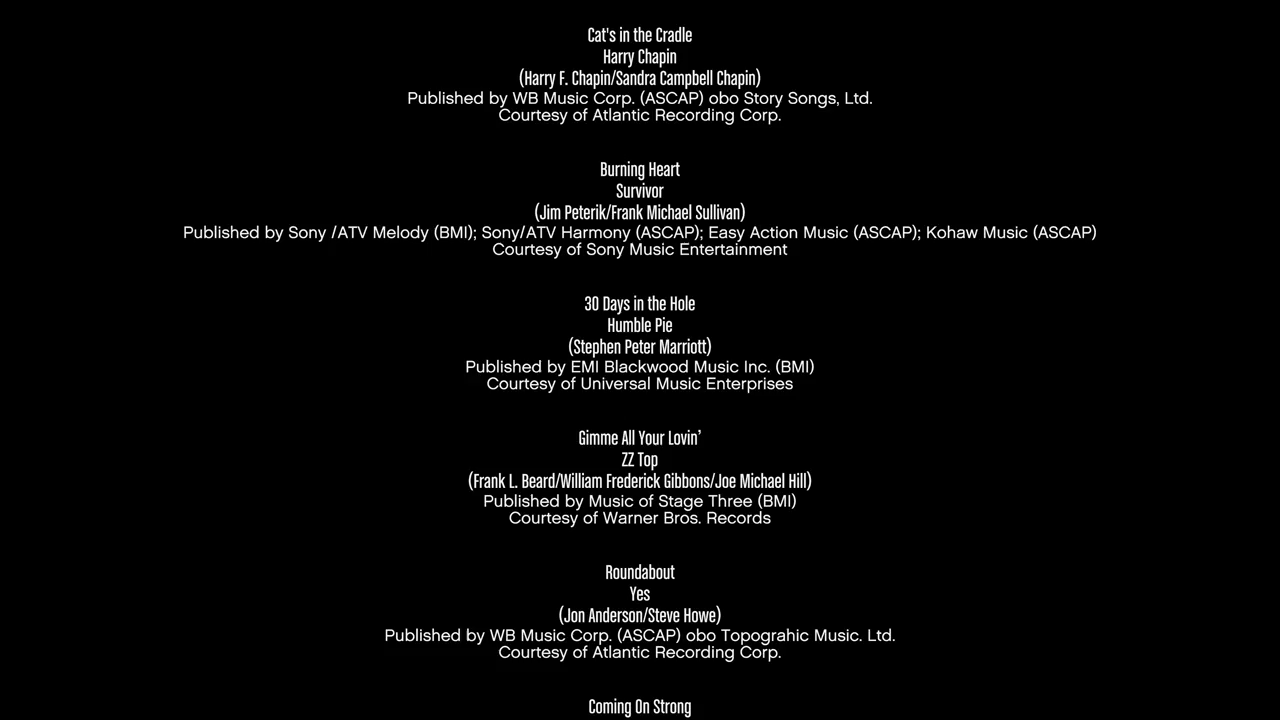 Cat's in the Cradle
Harry Chapin
(Harry F. Chapin/Sandra Campbell Chapin)
Published by WB Music Corp. (ASCAP) obo Story Songs, Ltd.
Courtesy of Atlantic Recording Corp.
Burning Heart
Survivor
(Jim Peterik/Frank Michael Sullivan)
Published by Sony /ATV Melody (BMI); Sony/ATV Harmony (ASCAP); Easy Action Music (ASCAP); Kohaw Music (ASCAP)
Courtesy of Sony Music Entertainment
30 Days in the Hole
Humble Pie
(Stephen Peter Marriott)
Published by EMI Blackwood Music Inc. (BMI)
Courtesy of Universal Music Enterprises
Gimme All Your Lovin’
ZZ Top
(Frank L. Beard/William Frederick Gibbons/Joe Michael Hill)
Published by Music of Stage Three (BMI)
Courtesy of Warner Bros. Records
Roundabout
Yes
(Jon Anderson/Steve Howe)
Published by WB Music Corp. (ASCAP) obo Topograhic Music. Ltd.
Courtesy of Atlantic Recording Corp.
Coming On Strong